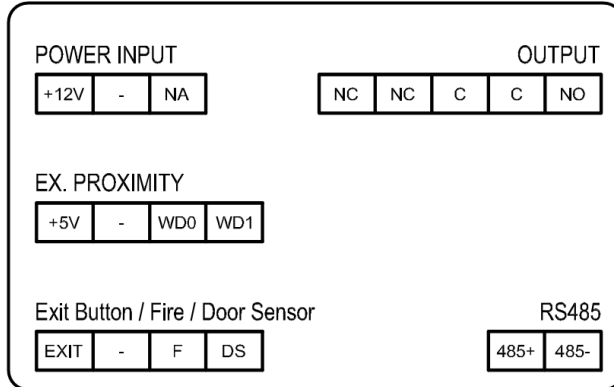 POWER INPUT OUTPUT
+12V - NA NC NC C C NO
EX. PROXIMITY
+5V - WD0 WD1
Exit Button / Fire / Door Sensor RS485
EXIT - F DS 485+ 485-